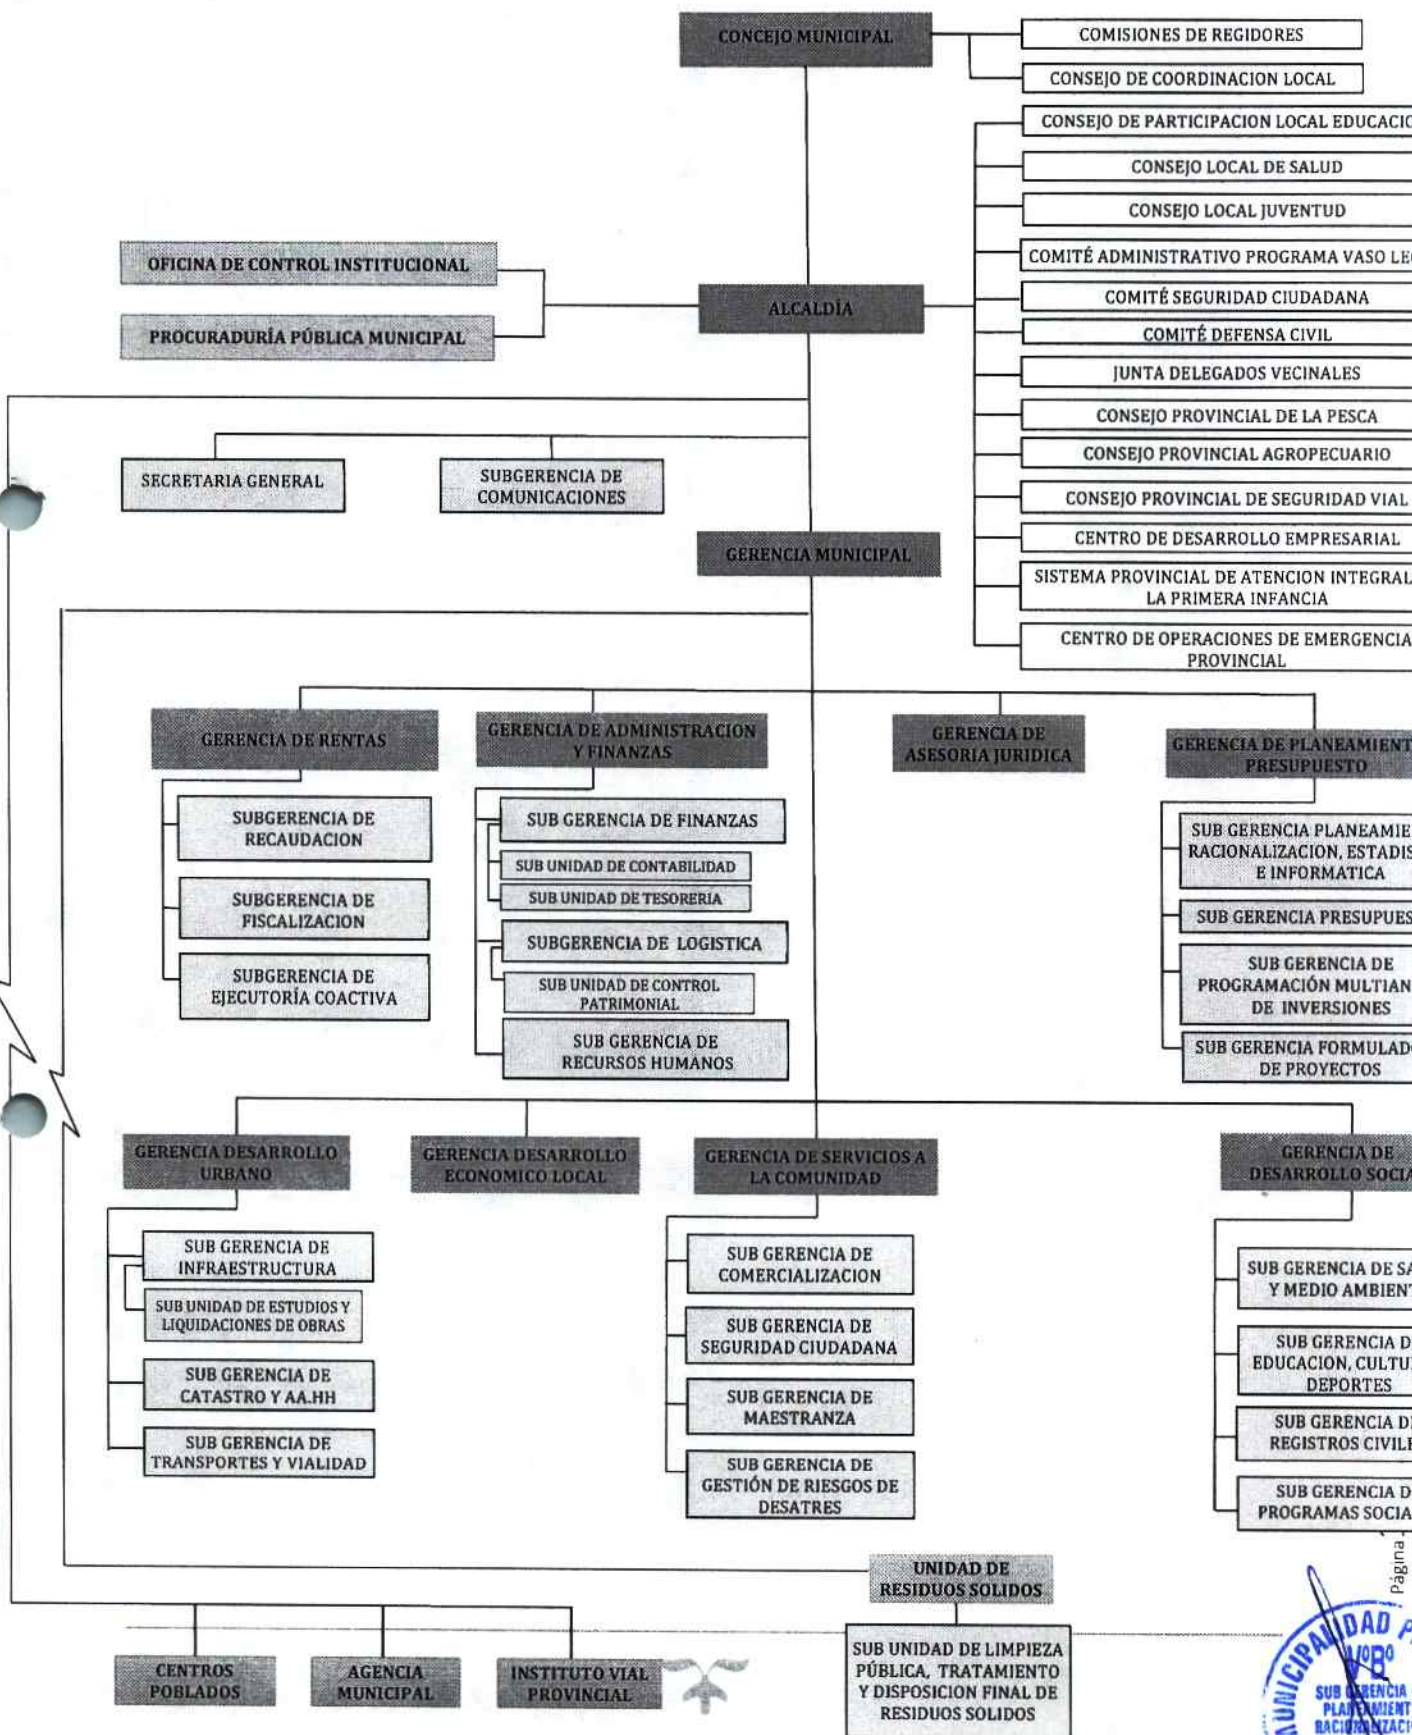 CONCEJO MUNICIPAL
COMISIONES DE REGIDORES
CONSEJO DE COORDINACION LOCAL
CONSEJO DE PARTICIPACION LOCAL
CONSEJO LOCAL DE SALUD
CONSEJO LOCAL JUVENTUD
OFICINA DE CONTROL INSTITUCIONAL
COMITÉ ADMINISTRATIVO PROGRAMA VASO
ALCALDÍA
COMITÉ SEGURIDAD CIUDADANA
PROCURADURÍA PÚBLICA MUNICIPAL
COMITÉ DEFENSA CIVIL
JUNTA DELEGADOS VECINALES
CONSEJO PROVINCIAL DE LA PESCA
CONSEJO PROVINCIAL AGROPECUARIO
CONSEJO PROVINCIAL DE SEGURIDAD VIAL
CENTRO DE DESARROLLO EMPRESARIAL
SISTEMA PROVINCIAL DE ATENCION INTEGRAL
LA PRIMERA INFANCIA
CENTRO DE OPERACIONES DE EMERGENCIA
PROVINCIAL
SECRETARIA GENERAL
SUBGERENCIA DE
COMUNICACIONES
GERENCIA MUNICIPAL
GERENCIA DE RENTAS
SUBGERENCIA DE
RECAUDACION
SUBGERENCIA DE
FISCALIZACION
SUBGERENCIA DE
EJECUTORÍA COACTIVA
GERENCIA DE ADMINISTRACION
Y FINANZAS
SUB GERENCIA DE FINANZAS
SUB UNIDAD DE CONTABILIDAD
SUB UNIDAD DE TESORERIA
SUBGERENCIA DE LOGISTICA
SUB UNIDAD DE CONTROL
PATRIMONIAL
SUB GERENCIA DE
RECURSOS HUMANOS
GERENCIA DE
ASESORIA JURIDICA
GERENCIA DE PLANEAMIENT
PRESUPUESTO
SUB GERENCIA PLANEAMIE
RACIONALIZACION, ESTADIS
E INFORMATICA
SUB GERENCIA PRESUPUES
SUB GERENCIA DE
PROGRAMACIÓN MULTIAN
DE INVERSIONES
SUB GERENCIA FORMULAD
DE PROYECTOS
GERENCIA DESARROLLO
URBANO
SUB GERENCIA DE
INFRAESTRUCTURA
SUB UNIDAD DE ESTUDIOS Y
LIQUIDACIONES DE OBRAS
SUB GERENCIA DE
CATASTRO Y AA.HH
SUB GERENCIA DE
TRANSPORTES Y VIALIDAD
GERENCIA DESARROLLO
ECONOMICO LOCAL
GERENCIA DE SERVICIOS A
LA COMUNIDAD
SUB GERENCIA DE
COMERCIALIZACION
SUB GERENCIA DE
SEGURIDAD CIUDADANA
SUB GERENCIA DE
MAESTRANZA
SUB GERENCIA DE
GESTIÓN DE RIESGOS DE
DESATRES
GERENCIA DE
DESARROLLO SOCIA
SUB GERENCIA DE SA
Y MEDIO AMBIENT
SUB GERENCIA D
EDUCACION, CULTU
DEPORTES
SUB GERENCIA D
REGISTROS CIVILE
SUB GERENCIA D
PROGRAMAS SOCIA
UNIDAD DE
RESIDUOS SOLIDOS
SUB UNIDAD DE LIMPIEZA
PÚBLICA, TRATAMIENTO
Y DISPOSICION FINAL DE
RESIDUOS SOLIDOS
CENTROS
POBLADOS
AGENCIA
MUNICIPAL
INSTITUTO VIAL
PROVINCIAL
Página
MUNICIPALIDAD P
VºBº
SUB GERENCIA